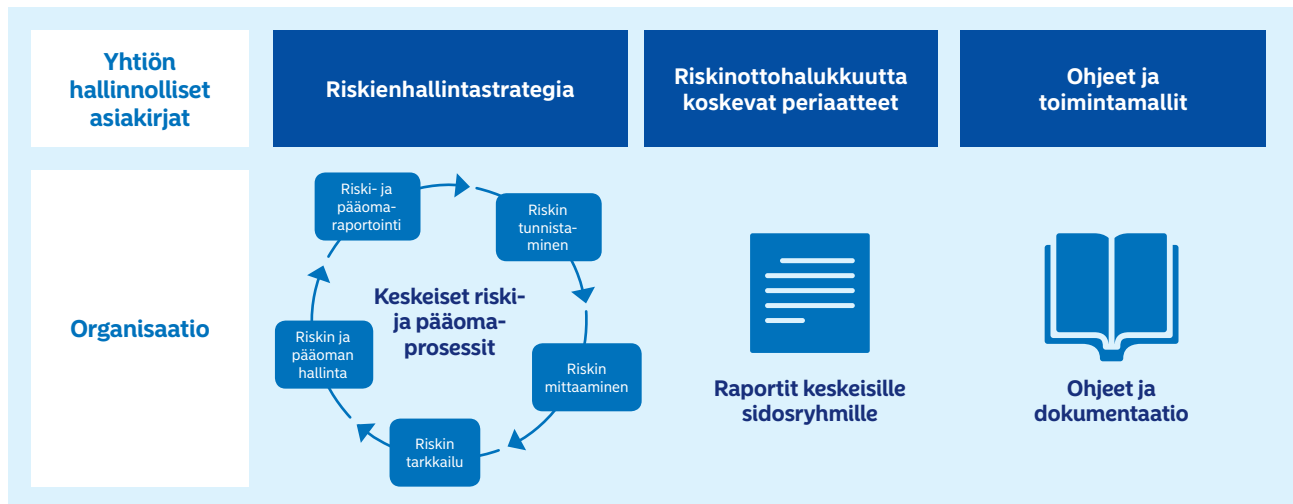 Yhtiön
hallinnolliset
asiakirjat
Riskienhallintastrategia
Riskinottohalukkuutta
koskevat periaatteet
Ohjeet ja
toimintamallit
Organisaatio
Riski- ja
pääoma-
raportointi
Riskin
tunnista-
minen
Keskeiset riski-
ja pääoma-
prosessit
Riskin ja
pääoman
hallinta
Riskin
mittaaminen
Riskin
tarkkailu
Raportit keskeisille
sidosryhmille
Ohjeet ja
dokumentaatio